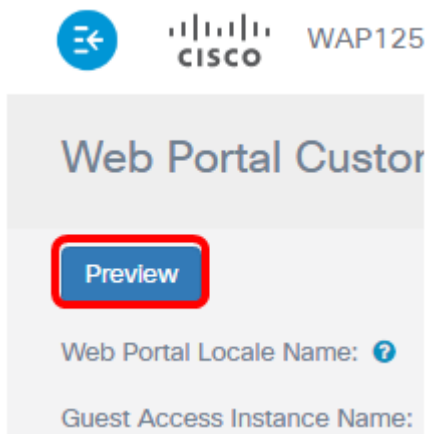 CISCO WAP125
Web Portal Custor
Preview
Web Portal Locale Name:
Guest Access Instance Name: